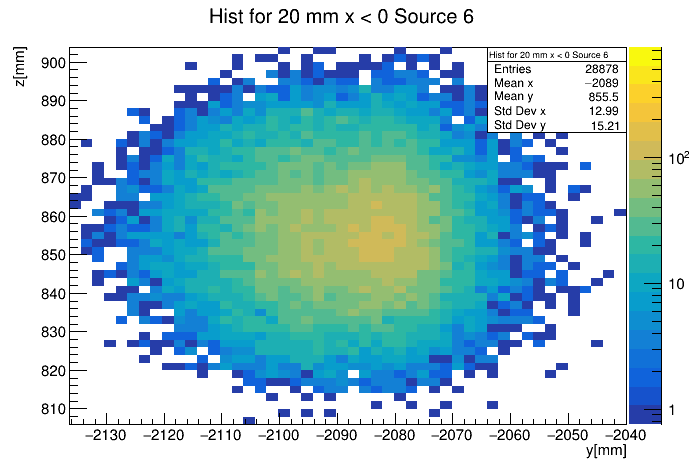 Hist for 20 mm x < 0 Source 6
z[mm]
900
890
880
870
860
850
840
830
820
810
Hist for 20 mm x < 0 Source 6
Entries 28878
Mean x −2089
Mean y 855.5
Std Dev x 12.99
Std Dev y 15.21
10²
10
1
−2130 −2120 −2110 −2100 −2090 −2080 −2070 −2060 −2050 −2040
y[mm]